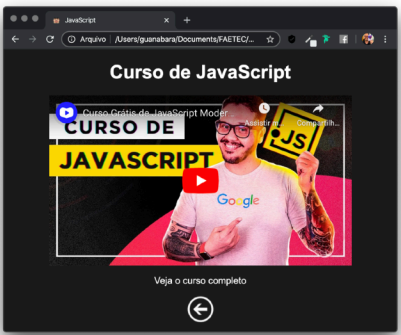 JavaScript
Arquivo | /Users/guanabara/Documents/FAETEC/...
Curso de JavaScript
Curso Grátis de JavaScript Moder
Assistir m...
Compartilh...
CURSO DE
JAVASCRIPT
JS
Google
Veja o curso completo